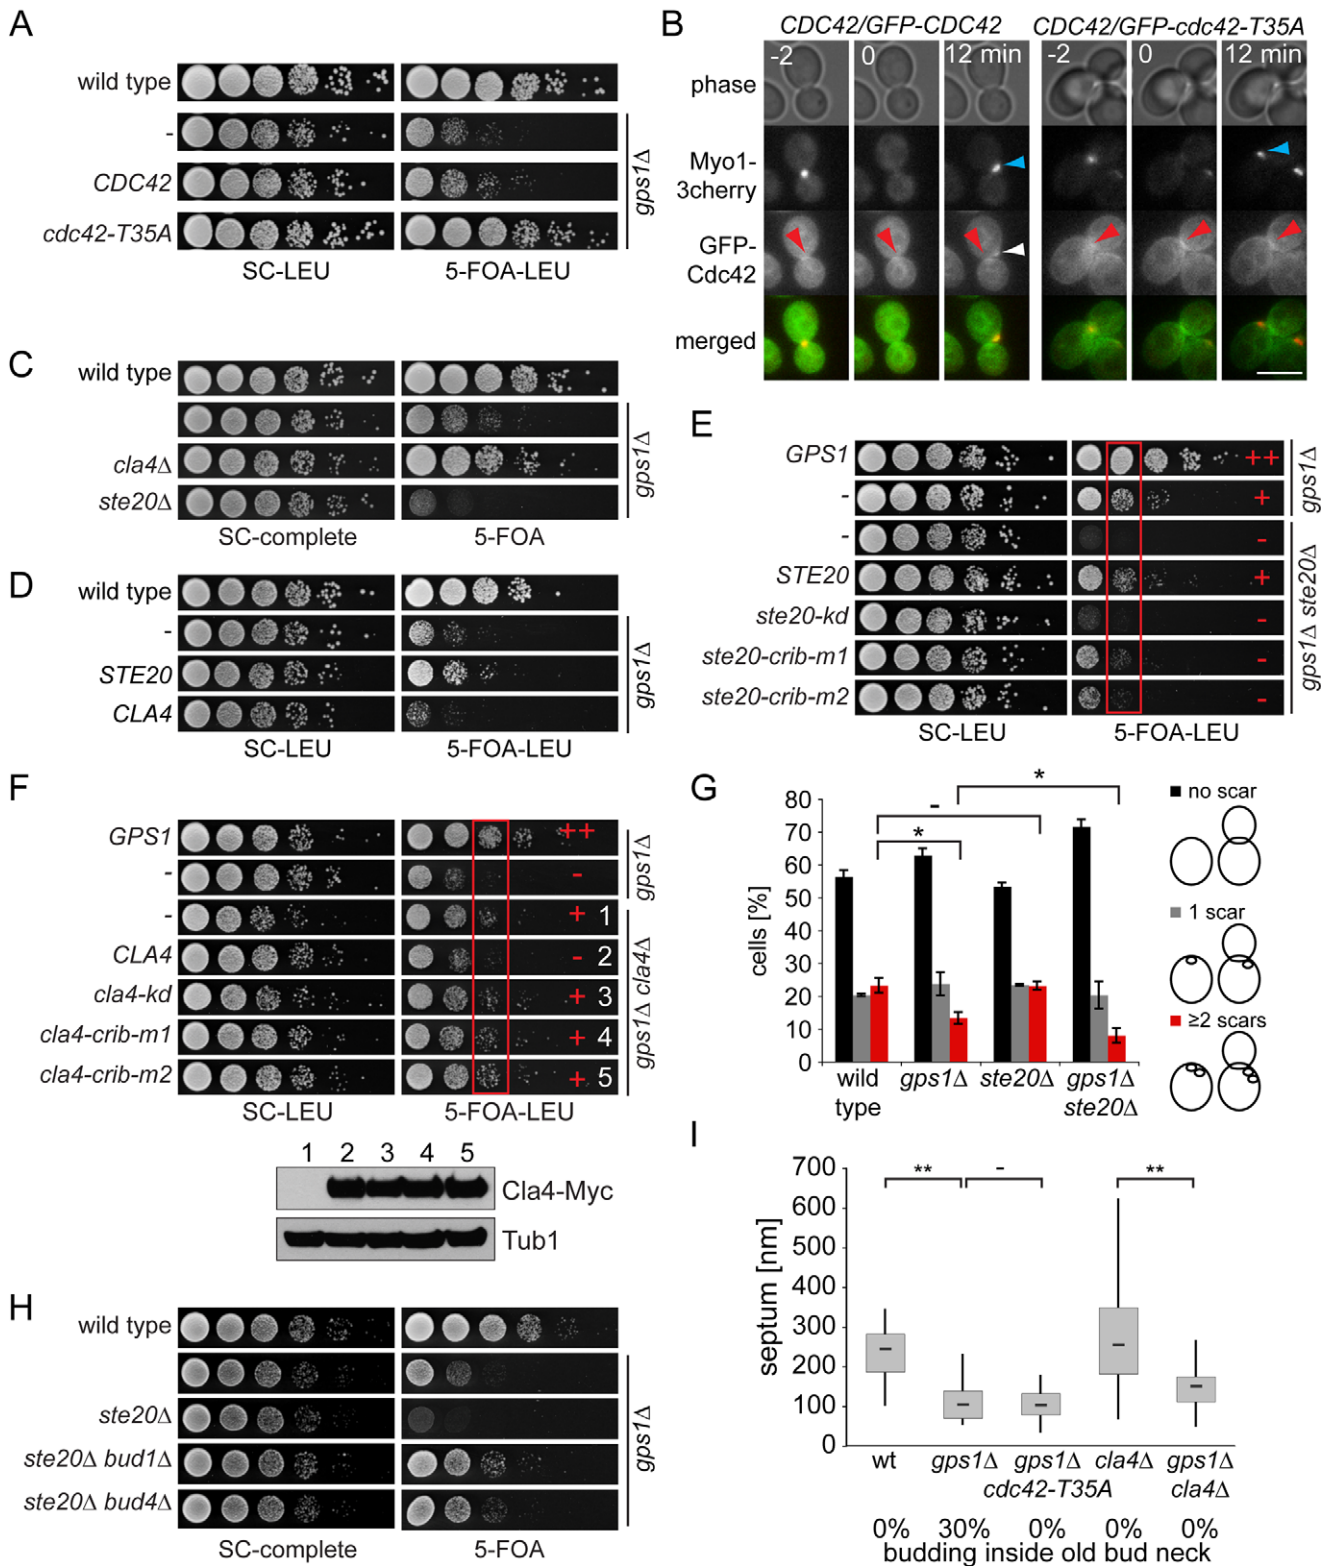 A
wild type
-
CDC42
cdc42-T35A
gps1Δ
SC-LEU
5-FOA-LEU
B
CDC42/GFP-CDC42
CDC42/GFP-cdc42-T35A
-2
0
12 min
-2
0
12 min
phase
Myo1-
3cherry
GFP-
Cdc42
merged
C
wild type
cla4Δ
ste20Δ
gps1Δ
SC-complete
5-FOA
D
wild type
-
STE20
CLA4
gps1Δ
SC-LEU
5-FOA-LEU
E
GPS1
++
-
+
gps1Δ
-
-
STE20
+
ste20-kd
-
ste20-crib-m1
-
ste20-crib-m2
-
gps1Δ ste20Δ
SC-LEU
5-FOA-LEU
F
GPS1
++
-
-
gps1Δ
-
+ 1
CLA4
- 2
cla4-kd
+ 3
cla4-crib-m1
+ 4
cla4-crib-m2
+ 5
gps1Δ cla4Δ
SC-LEU
5-FOA-LEU
1 2 3 4 5
Cla4-Myc
Tub1
G
cells [%]
80
70
60
50
40
30
20
10
0
*
-
*
wild
type
gps1Δ
ste20Δ
gps1Δ
ste20Δ
no scar
1 scar
≥2 scars
H
wild type
ste20Δ
ste20Δ bud1Δ
ste20Δ bud4Δ
gps1Δ
SC-complete
5-FOA
I
septum [nm]
700
600
500
400
300
200
100
0
**
-
**
wt
gps1Δ
gps1Δ
cdc42-T35A
cla4Δ
gps1Δ
cla4Δ
0% 30% 0% 0% 0%
budding inside old bud neck